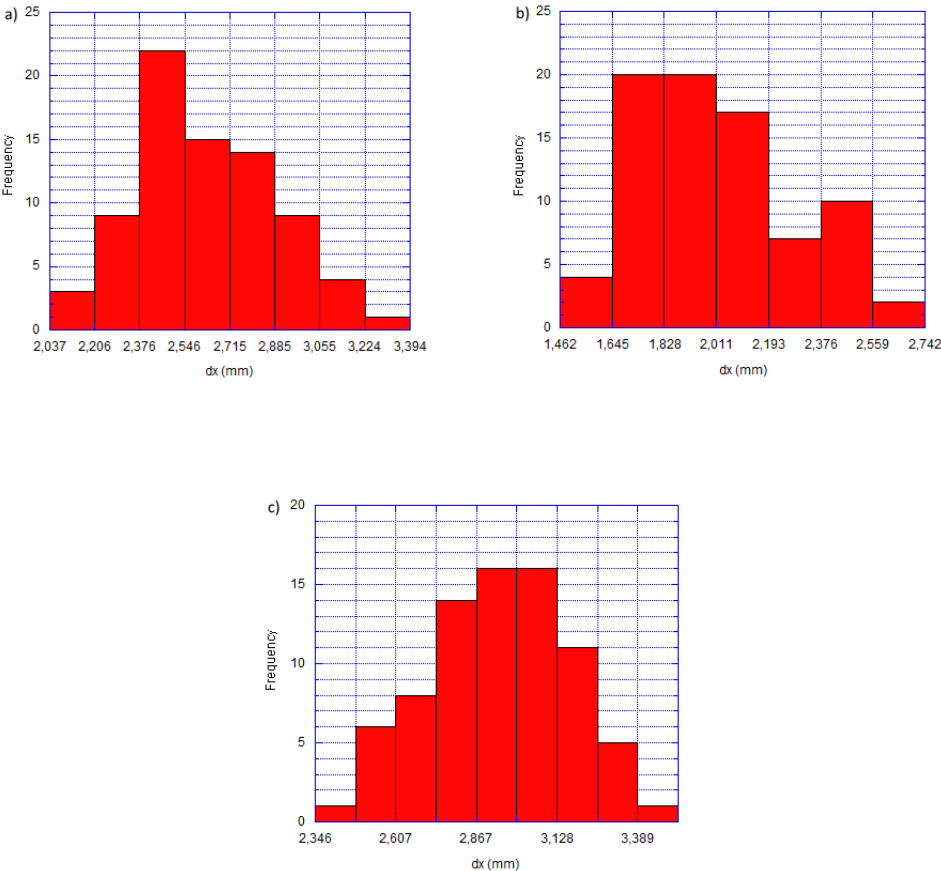 a)
25
20
15
10
5
0
Frequency
2,037 2,206 2,376 2,546 2,715 2,885 3,055 3,224 3,394
dx (mm)
b)
25
20
15
10
5
0
Frequency
1,462 1,645 1,828 2,011 2,193 2,376 2,559 2,742
dx (mm)
c)
20
15
10
5
0
Frequency
2,346 2,607 2,867 3,128 3,389
dx (mm)